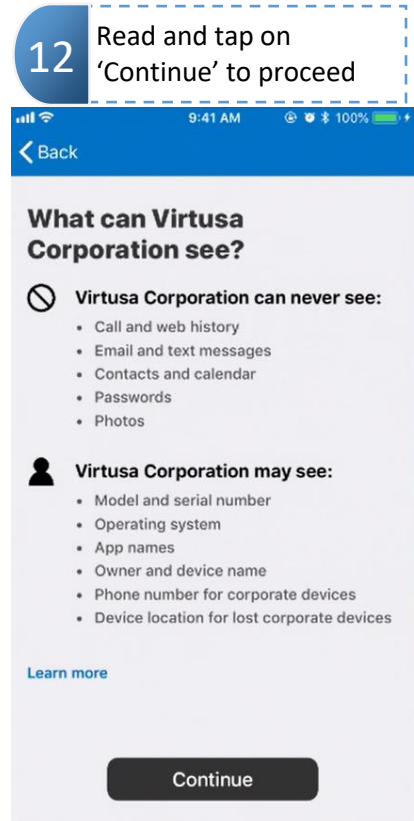 12
Read and tap on
‘Continue’ to proceed
9:41 AM
100%
Back
What can Virtusa
Corporation see?
Virtusa Corporation can never see:
• Call and web history
• Email and text messages
• Contacts and calendar
• Passwords
• Photos
Virtusa Corporation may see:
• Model and serial number
• Operating system
• App names
• Owner and device name
• Phone number for corporate devices
• Device location for lost corporate devices
Learn more
Continue